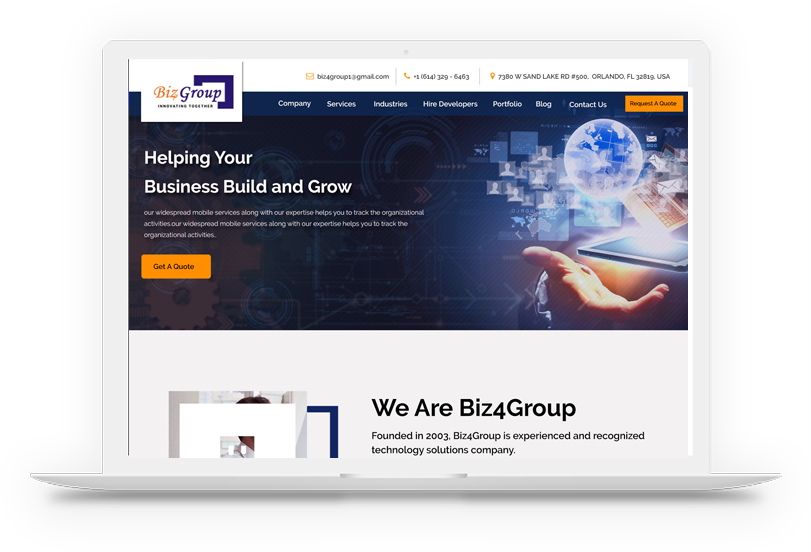 biz4group1@gmail.com
+1 (614) 329 - 6463
7380 W SAND LAKE RD #500, ORLANDO, FL 32819, USA
Biz Group
INNOVATING TOGETHER
Company
Services
Industries
Hire Developers
Portfolio
Blog
Contact Us
Request A Quote
Helping Your
Business Build and Grow
our widespread mobile services along with our expertise helps you to track the organizational
activities.our widespread mobile services along with our expertise helps you to track the
organizational activities.
Get A Quote
We Are Biz4Group
Founded in 2003, Biz4Group is experienced and recognized
technology solutions company.